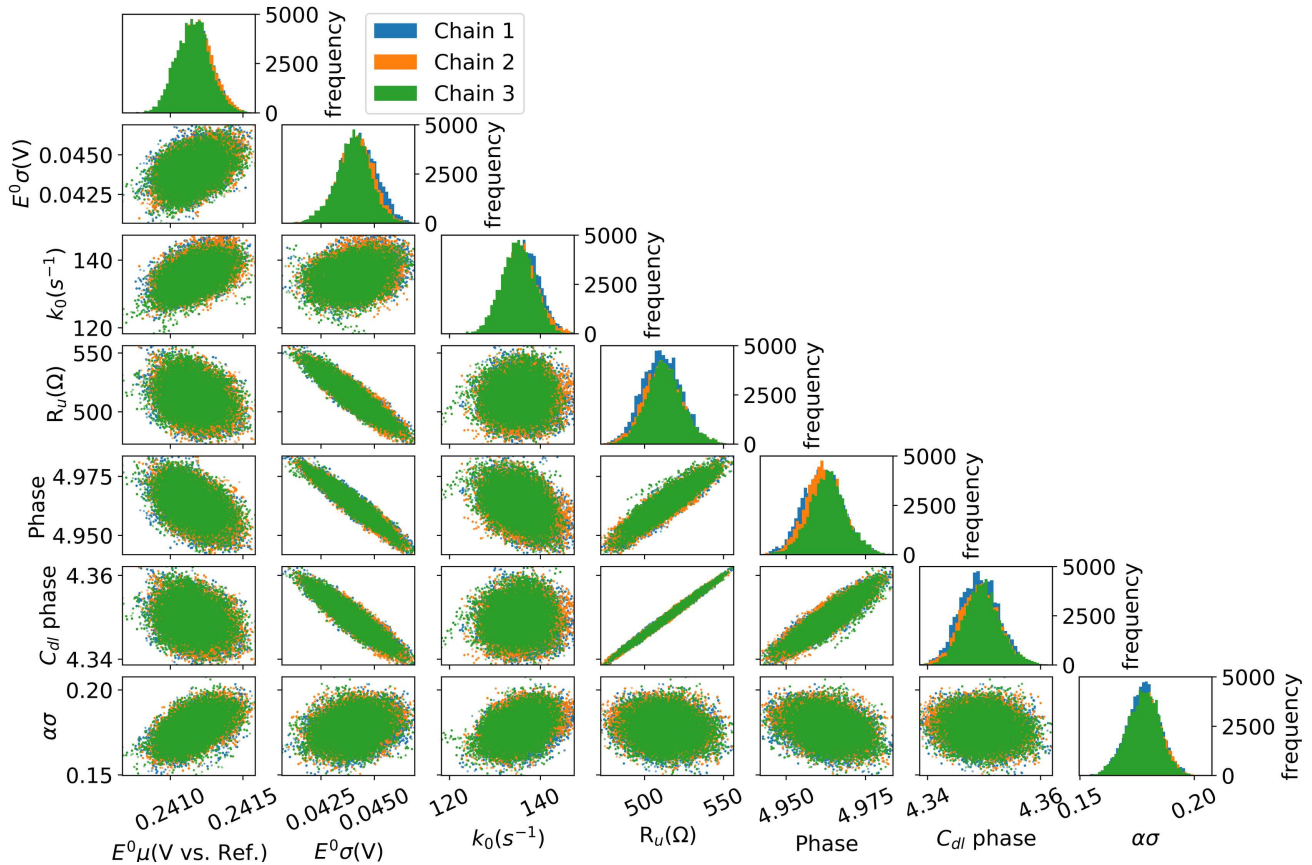 5000
2500
0
frequency
Chain 1
Chain 2
Chain 3
E⁰σ(V)
0.0450
0.0425
5000
2500
0
frequency
k₀(s⁻¹)
140
120
5000
2500
0
frequency
Rᵤ(Ω)
550
500
5000
2500
0
frequency
Phase
4.975
4.950
5000
2500
0
frequency
C_dl phase
4.36
4.34
5000
2500
0
frequency
ασ
0.20
0.15
5000
2500
0
frequency
0.2410 0.2415 0.0425 0.0450 120 140 500 550 4.950 4.975 4.34 4.36 0.15 0.20
E⁰μ(V vs. Ref.) E⁰σ(V) k₀(s⁻¹) Rᵤ(Ω) Phase C_dl phase ασ